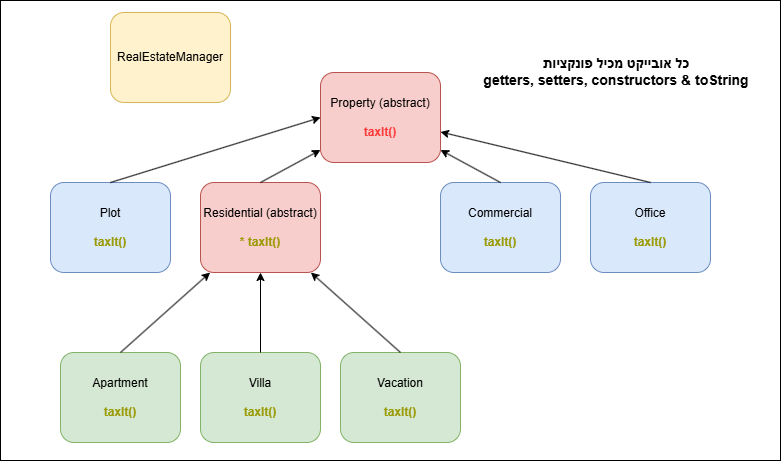 RealEstateManager
כל אובייקט מכיל פונקציות
getters, setters, constructors & toString
Property (abstract)
taxIt()
Plot
taxIt()
Residential (abstract)
* taxIt()
Commercial
taxIt()
Office
taxIt()
Apartment
taxIt()
Villa
taxIt()
Vacation
taxIt()